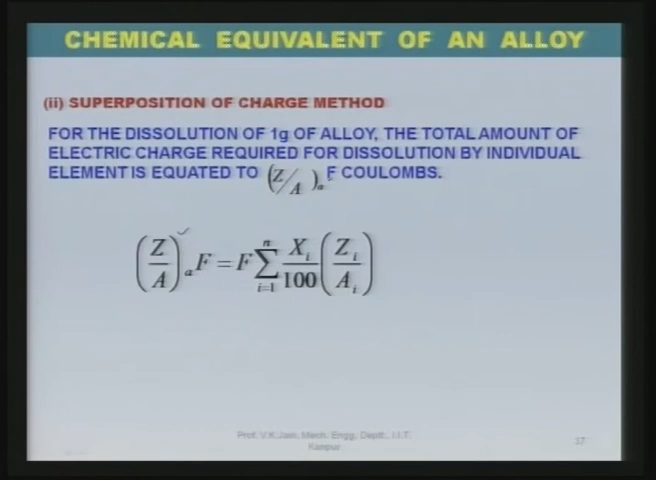 CHEMICAL EQUIVALENT OF AN ALLOY
(ii) SUPERPOSITION OF CHARGE METHOD
FOR THE DISSOLUTION OF 1g OF ALLOY, THE TOTAL AMOUNT OF
ELECTRIC CHARGE REQUIRED FOR DISSOLUTION BY INDIVIDUAL
ELEMENT IS EQUATED TO (Z/A)ₐ F COULOMBS.
(Z/A)ₐ F = F ∑ᵢ₌₁ⁿ Xᵢ/100 (Zᵢ/Aᵢ)
Prof. V.K.Jain, Mech. Engg. Deptt., I.I.T.
Kanpur
37